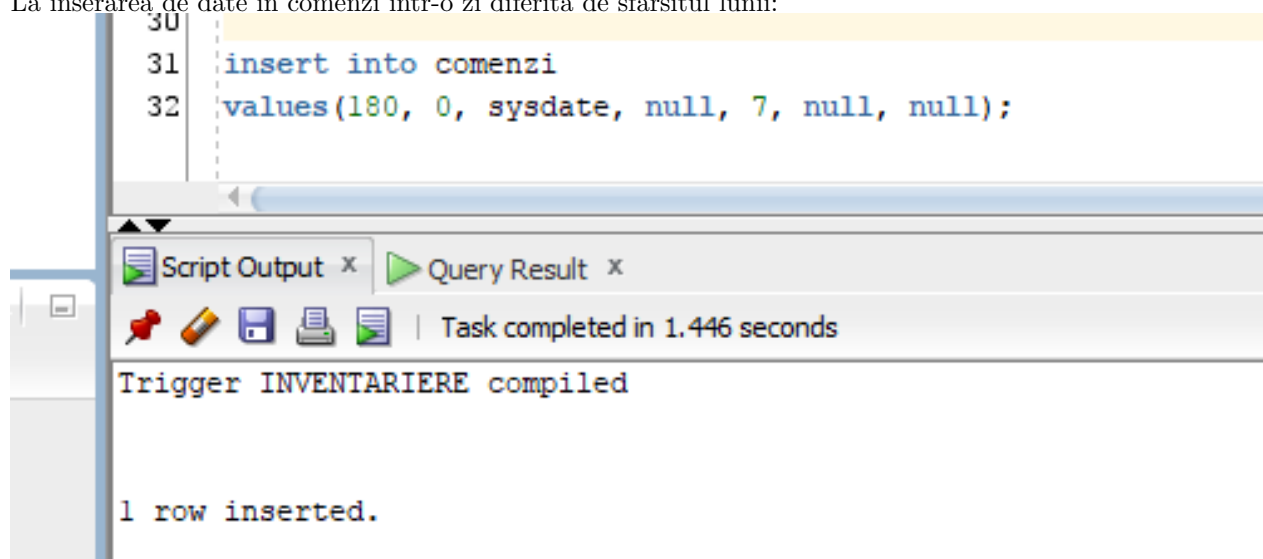 La inserarea de date in comenzi intr-o zi diferita de sfarsitul lunii:
30
31 insert into comenzi
32 values(180, 0, sysdate, null, 7, null, null);
Script Output x Query Result x
Task completed in 1.446 seconds
Trigger INVENTARIERE compiled
1 row inserted.